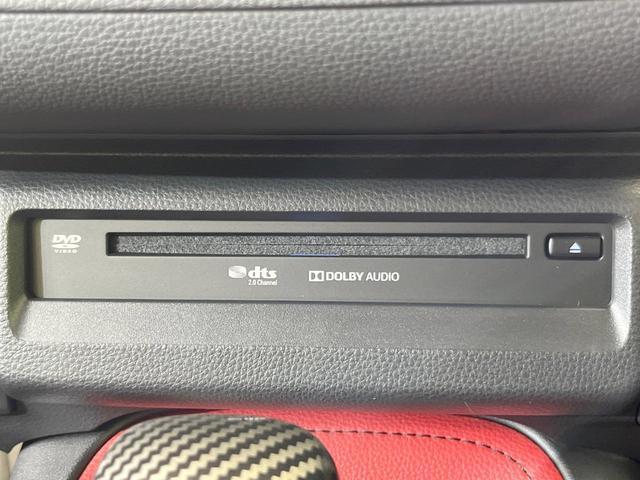 DVD
VIDEO
dts
2.0 Channel
DOLBY AUDIO